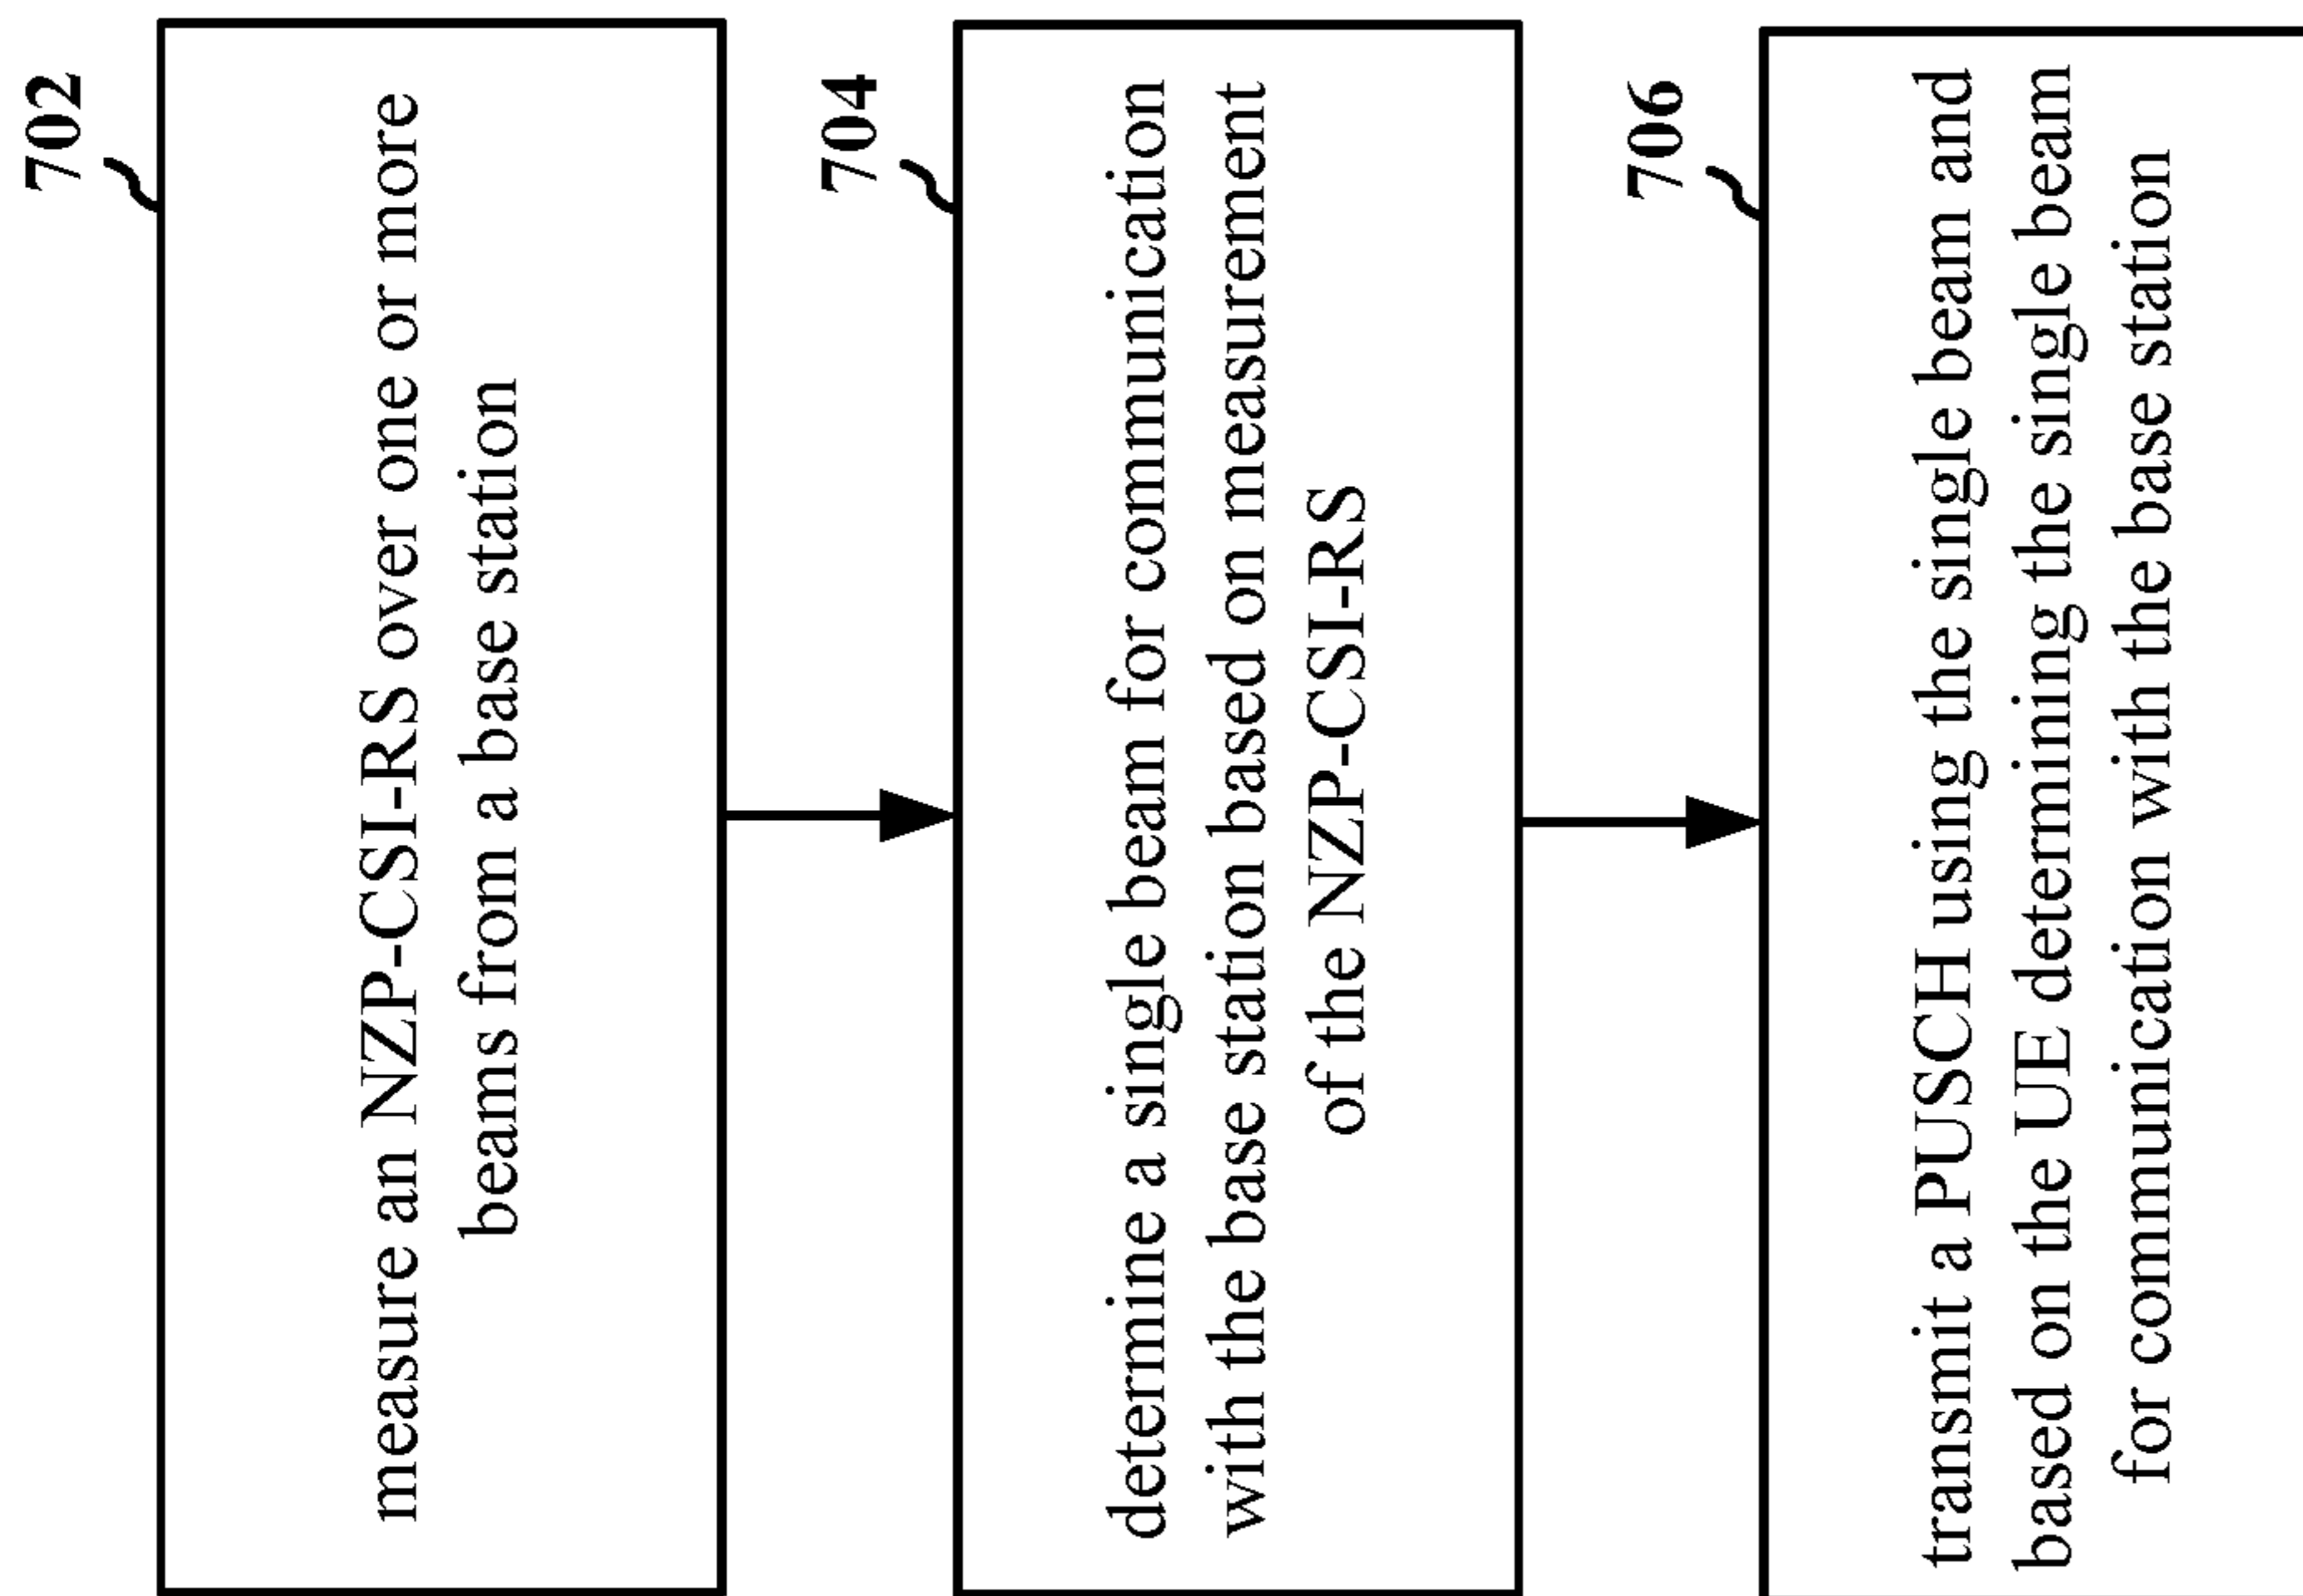 702
measure an NZP-CSI-RS over one or more
beams from a base station
704
determine a single beam for communication
with the base station based on measurement
of the NZP-CSI-RS
706
transmit a PUSCH using the single beam and
based on the UE determining the single beam
for communication with the base station